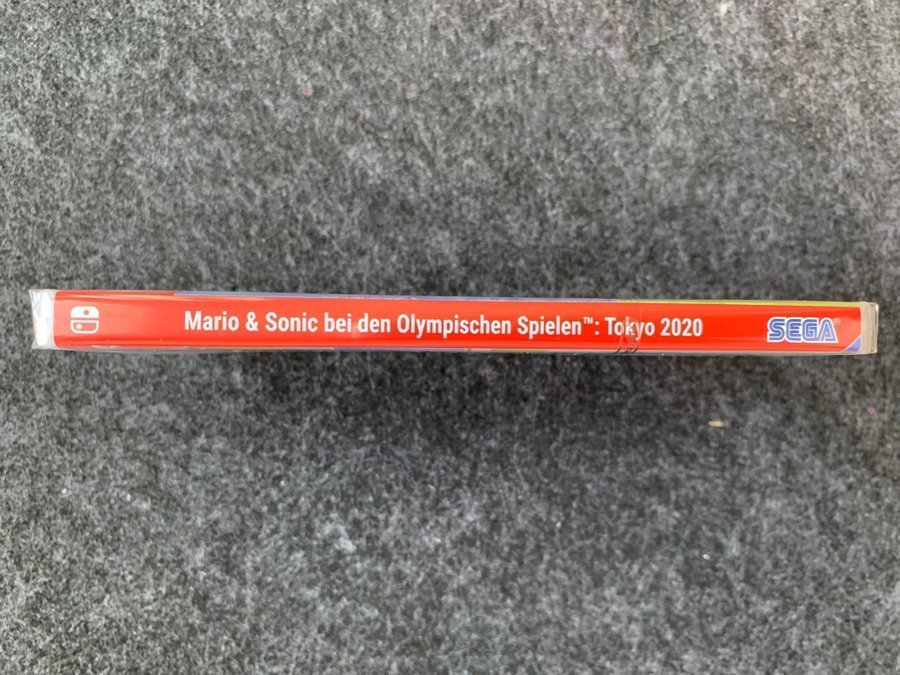 Mario & Sonic bei den Olympischen Spielen™: Tokyo 2020 SEGA®